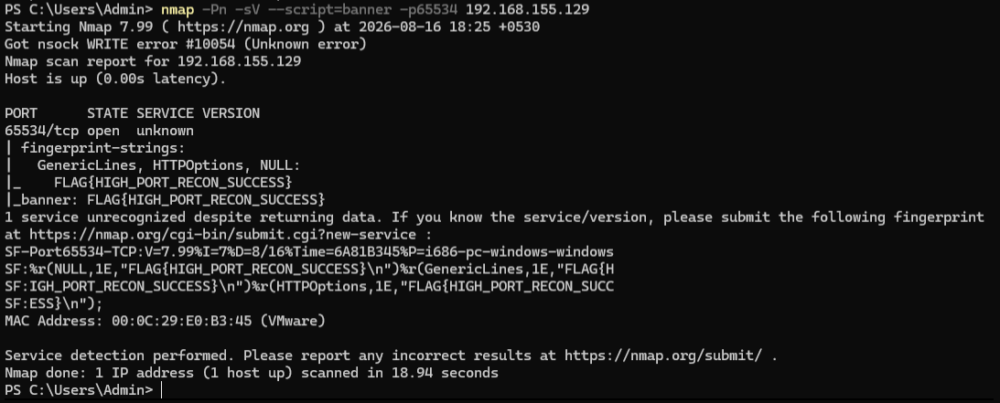 PS C:\Users\Admin> nmap -Pn -sV --script=banner -p65534 192.168.155.129
Starting Nmap 7.99 ( https://nmap.org ) at 2026-08-16 18:25 +0530
Got nsock WRITE error #10054 (Unknown error)
Nmap scan report for 192.168.155.129
Host is up (0.00s latency).

PORT      STATE SERVICE VERSION
65534/tcp open  unknown
| fingerprint-strings:
|   GenericLines, HTTPOptions, NULL:
|_    FLAG{HIGH_PORT_RECON_SUCCESS}
|_banner: FLAG{HIGH_PORT_RECON_SUCCESS}
1 service unrecognized despite returning data. If you know the service/version, please submit the following fingerprint
at https://nmap.org/cgi-bin/submit.cgi?new-service :
SF-Port65534-TCP:V=7.99%I=7%D=8/16%Time=6A81B345%P=i686-pc-windows-windows
SF:%r(NULL,1E,"FLAG{HIGH_PORT_RECON_SUCCESS}\n")%r(GenericLines,1E,"FLAG{H
SF:IGH_PORT_RECON_SUCCESS}\n")%r(HTTPOptions,1E,"FLAG{HIGH_PORT_RECON_SUCC
SF:ESS}\n");
MAC Address: 00:0C:29:E0:B3:45 (VMware)

Service detection performed. Please report any incorrect results at https://nmap.org/submit/ .
Nmap done: 1 IP address (1 host up) scanned in 18.94 seconds
PS C:\Users\Admin>